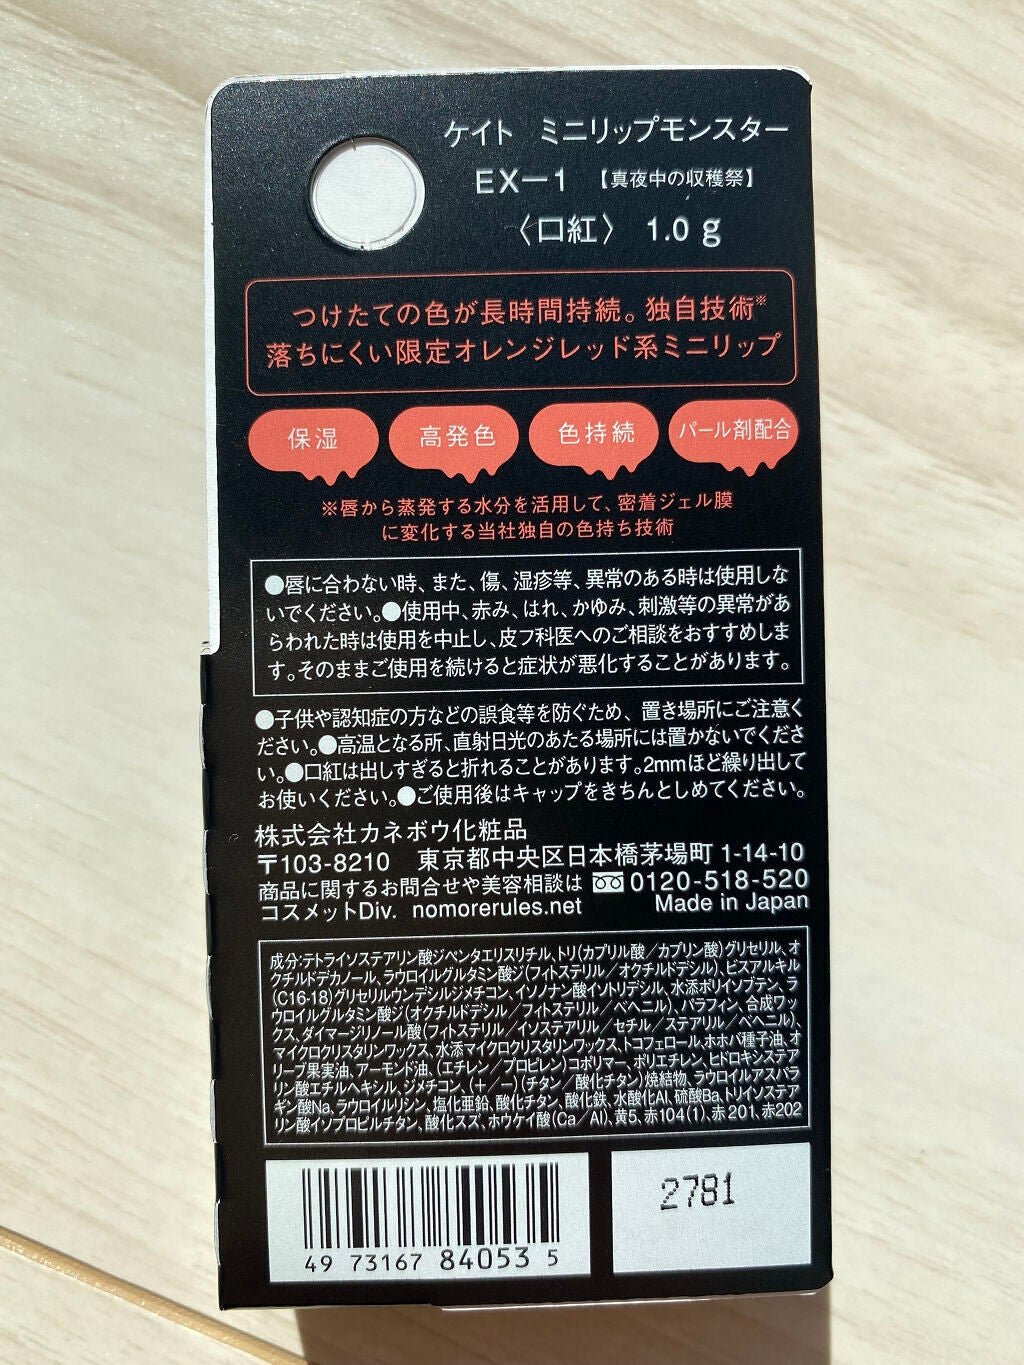 ケイト ミニリップモンスター
EX－1 【真夜中の収穫祭】
〈口紅〉 1.0 g
つけたての色が長時間持続。独自技術※
落ちにくい限定オレンジレッド系ミニリップ
保湿 高発色 色持続 パール剤配合
※唇から蒸発する水分を活用して、密着ジェル膜
に変化する当社独自の色持ち技術
●唇に合わない時、また、傷、湿疹等、異常のある時は使用しな
いでください。●使用中、赤み、はれ、かゆみ、刺激等の異常があ
らわれた時は使用を中止し、皮フ科医へのご相談をおすすめしま
す。そのままご使用を続けると症状が悪化することがあります。
●子供や認知症の方などの誤食等を防ぐため、置き場所にご注意く
ださい。●高温となる所、直射日光のあたる場所には置かないでくださ
い。●口紅は出しすぎると折れることがあります。2mmほど繰り出して
お使いください。●ご使用後はキャップをきちんとしめてください。
株式会社カネボウ化粧品
〒103-8210 東京都中央区日本橋茅場町 1-14-10
商品に関するお問合せや美容相談は 0120-518-520
コスメットDiv. nomorerules.net Made in Japan
成分:テトライソステアリン酸ジペンタエリスリチル、トリ(カプリル酸／カプリン酸)グリセリル、オ
クチルドデカノール、ラウロイルグルタミン酸ジ(フィトステリル／オクチルドデシル)、ビスアルキル
(C16-18)グリセリルウンデシルジメチコン、イソノナン酸イソトリデシル、水添ポリイソブテン、ラ
ウロイルグルタミン酸ジ(オクチルドデシル／フィトステリル／ベヘニル)、パラフィン、合成ワッ
クス、ダイマージリノール酸(フィトステリル／イソステアリル／セチル／ステアリル／ベヘニル)、
マイクロクリスタリンワックス、水添マイクロクリスタリンワックス、トコフェロール、ホホバ種子油、オ
リーブ果実油、アーモンド油、(エチレン／プロピレン)コポリマー、ポリエチレン、ヒドロキシステア
リン酸エチルヘキシル、ジメチコン、(＋／－)(チタン／酸化チタン)焼結物、ラウロイルアスパラ
ギン酸Na、ラウロイルリシン、塩化亜鉛、酸化チタン、酸化鉄、水酸化Al、硫酸Ba、トリイソステア
リン酸イソプロピルチタン、酸化スズ、ホウケイ酸(Ca／Al)、黄5、赤104(1)、赤201、赤202
2781
49 73167 84053 5